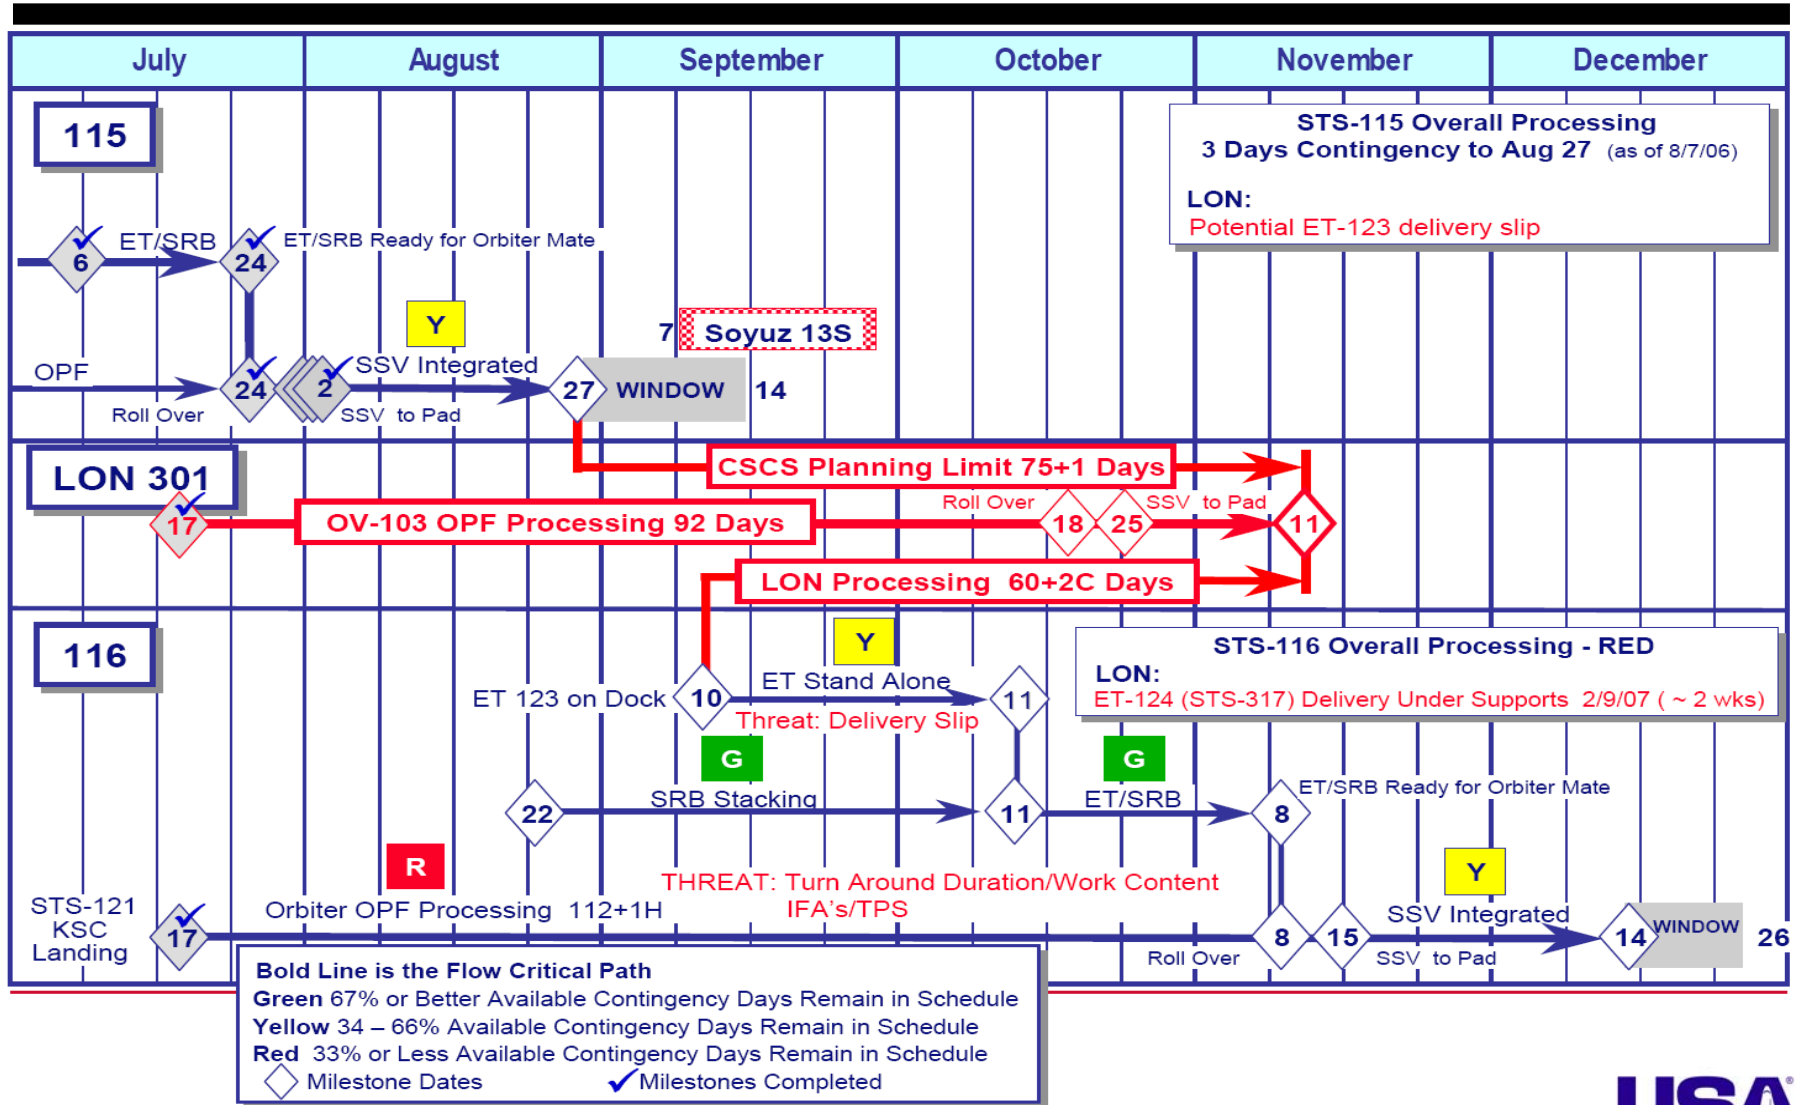 July August September October November December
115
STS-115 Overall Processing
3 Days Contingency to Aug 27 (as of 8/7/06)
LON:
Potential ET-123 delivery slip
6 ET/SRB 24 ET/SRB Ready for Orbiter Mate
Y
7 Soyuz 13S
OPF 24 2 SSV Integrated 27 WINDOW 14
Roll Over SSV to Pad
LON 301
CSCS Planning Limit 75+1 Days
17 OV-103 OPF Processing 92 Days Roll Over 18 25 SSV to Pad 11
LON Processing 60+2C Days
116
Y
STS-116 Overall Processing - RED
LON:
ET-124 (STS-317) Delivery Under Supports 2/9/07 ( ~ 2 wks)
ET 123 on Dock 10 ET Stand Alone 11
Threat: Delivery Slip
G G
22 SRB Stacking 11 ET/SRB 8 ET/SRB Ready for Orbiter Mate
R
Y
THREAT: Turn Around Duration/Work Content
IFA's/TPS
STS-121
KSC
Landing
17 Orbiter OPF Processing 112+1H
Roll Over 8 15 SSV Integrated 14 WINDOW 26
SSV to Pad
Bold Line is the Flow Critical Path
Green 67% or Better Available Contingency Days Remain in Schedule
Yellow 34 – 66% Available Contingency Days Remain in Schedule
Red 33% or Less Available Contingency Days Remain in Schedule
Milestone Dates Milestones Completed
USA